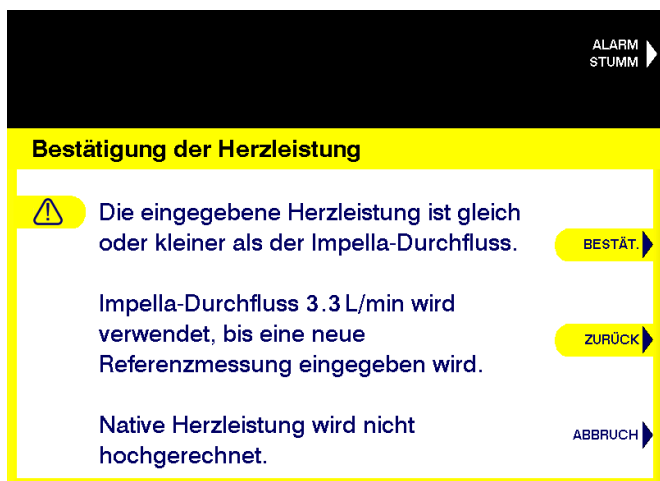 ALARM
STUMM
Bestätigung der Herzleistung
Die eingegebene Herzleistung ist gleich
oder kleiner als der Impella-Durchfluss.
BESTÄT.
Impella-Durchfluss 3.3 L/min wird
verwendet, bis eine neue
Referenzmessung eingegeben wird.
ZURÜCK
Native Herzleistung wird nicht
hochgerechnet.
ABBRUCH